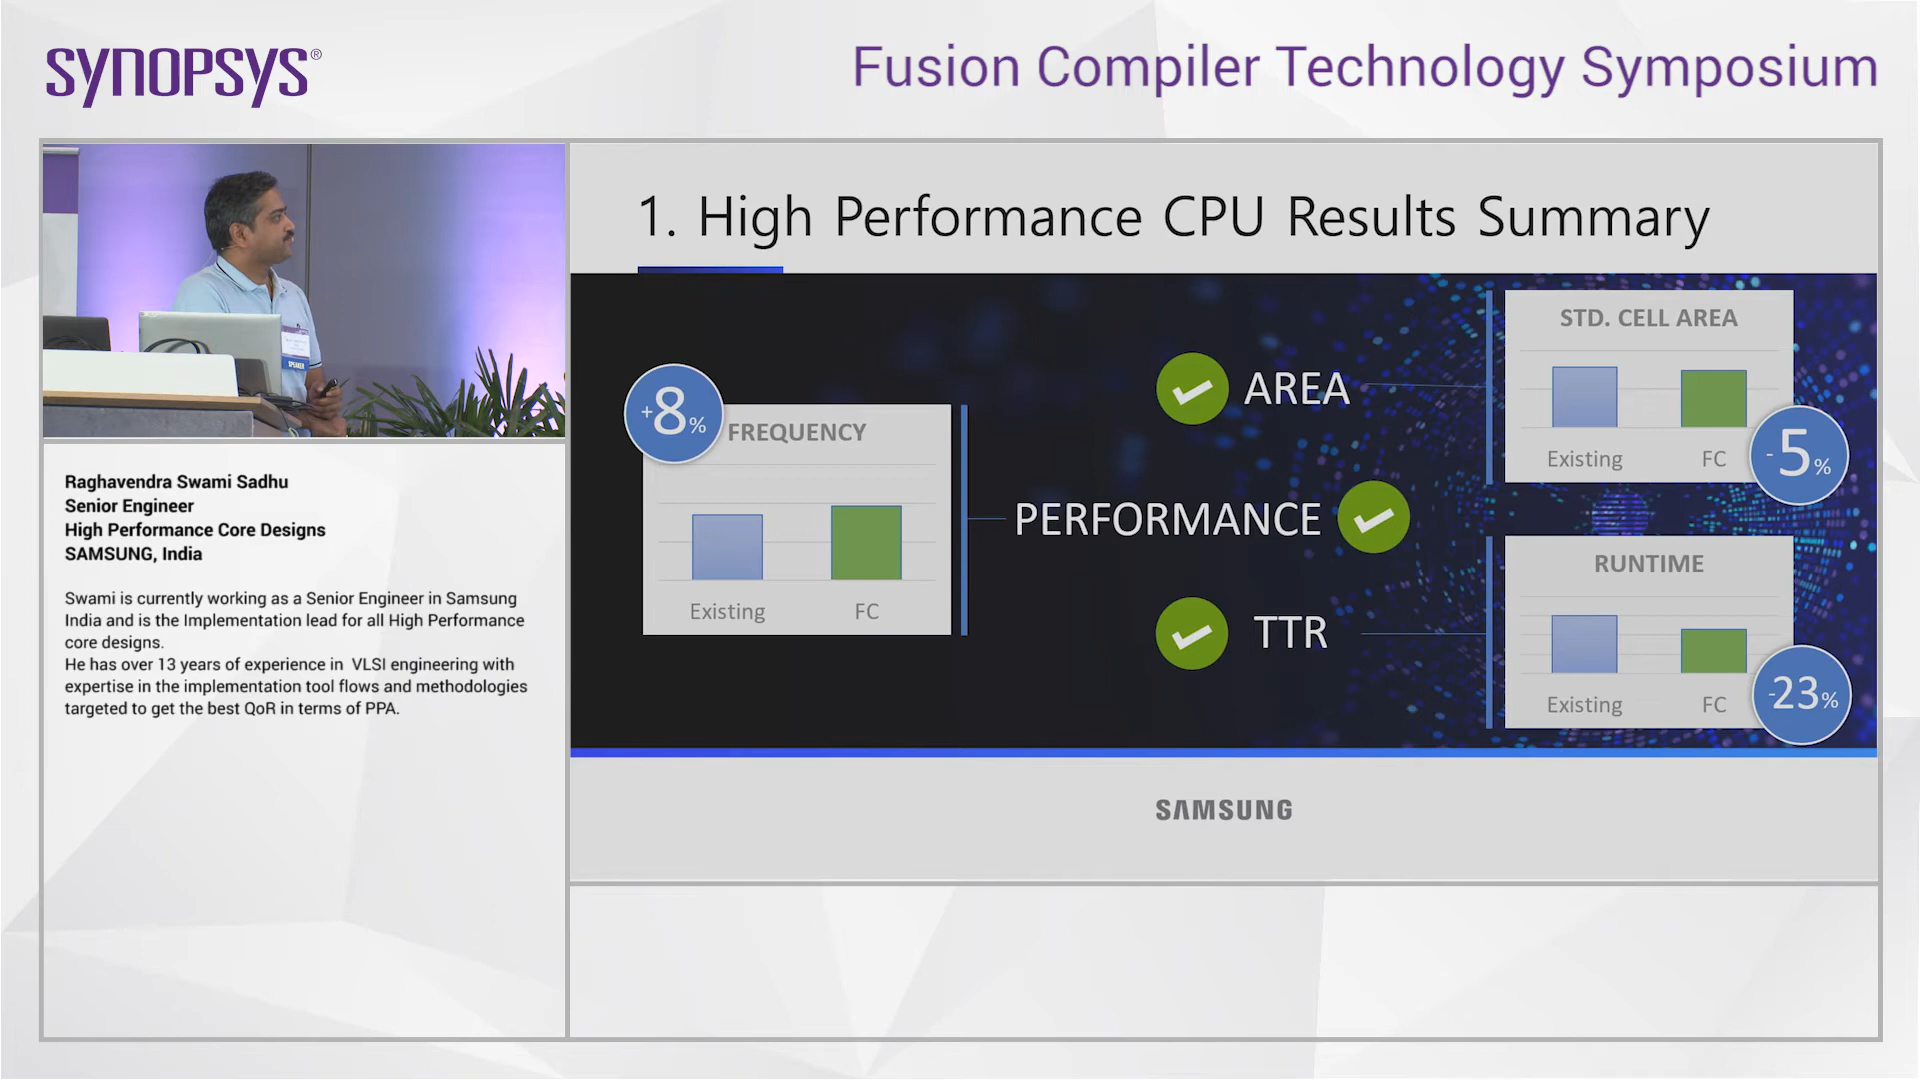 SYNOPSYS®
Fusion Compiler Technology Symposium
SPEAKER
Raghavendra Swami Sadhu
Senior Engineer
High Performance Core Designs
SAMSUNG, India
Swami is currently working as a Senior Engineer in Samsung
India and is the Implementation lead for all High Performance
core designs.
He has over 13 years of experience in VLSI engineering with
expertise in the implementation tool flows and methodologies
targeted to get the best QoR in terms of PPA.
1. High Performance CPU Results Summary
+8%
FREQUENCY
Existing FC
AREA
PERFORMANCE
TTR
STD. CELL AREA
Existing FC
-5%
RUNTIME
Existing FC
-23%
SAMSUNG